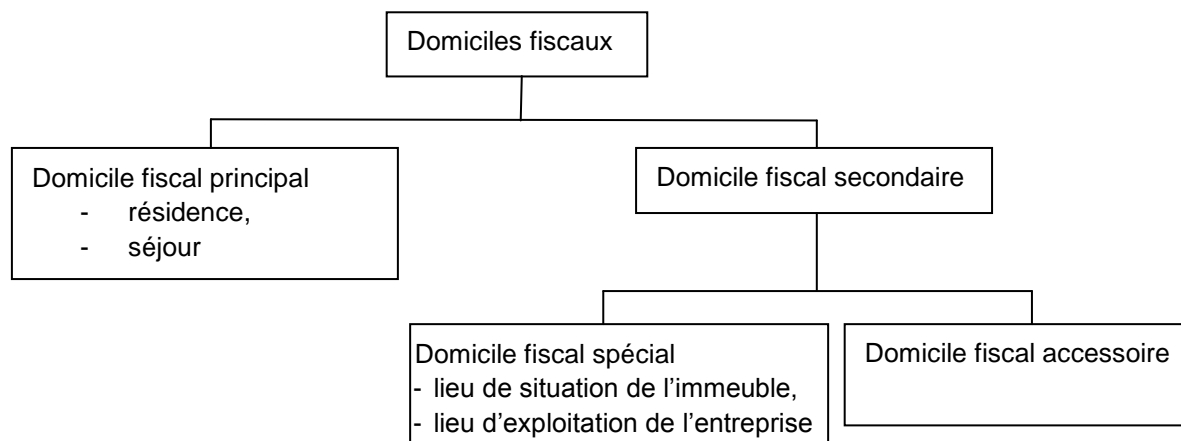 Domiciles fiscaux
Domicile fiscal principal
- résidence,
- séjour
Domicile fiscal secondaire
Domicile fiscal spécial
- lieu de situation de l’immeuble,
- lieu d’exploitation de l’entreprise
Domicile fiscal accessoire